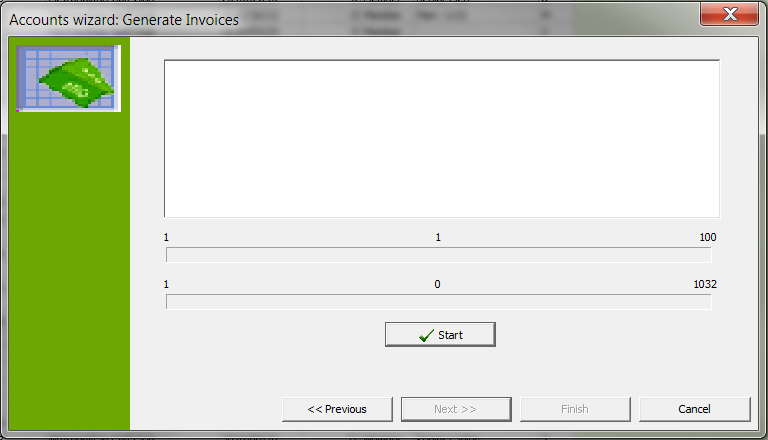 Accounts wizard: Generate Invoices
1 1 100
1 0 1032
Start
<< Previous Next >> Finish Cancel